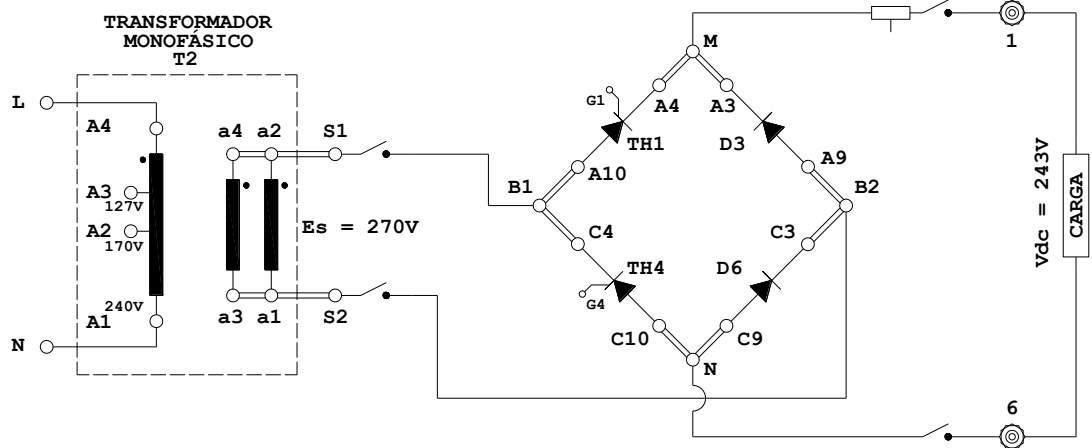 TRANSFORMADOR
MONOFÁSICO
T2
L
A4
A3
127V
A2
170V
240V
A1
N
a4
a2
a3
a1
Es = 270V
S1
S2
M
A4
A3
G1
TH1
D3
A10
A9
B1
B2
C4
C3
TH4
D6
G4
C10
C9
N
1
Vdc = 243V
CARGA
6